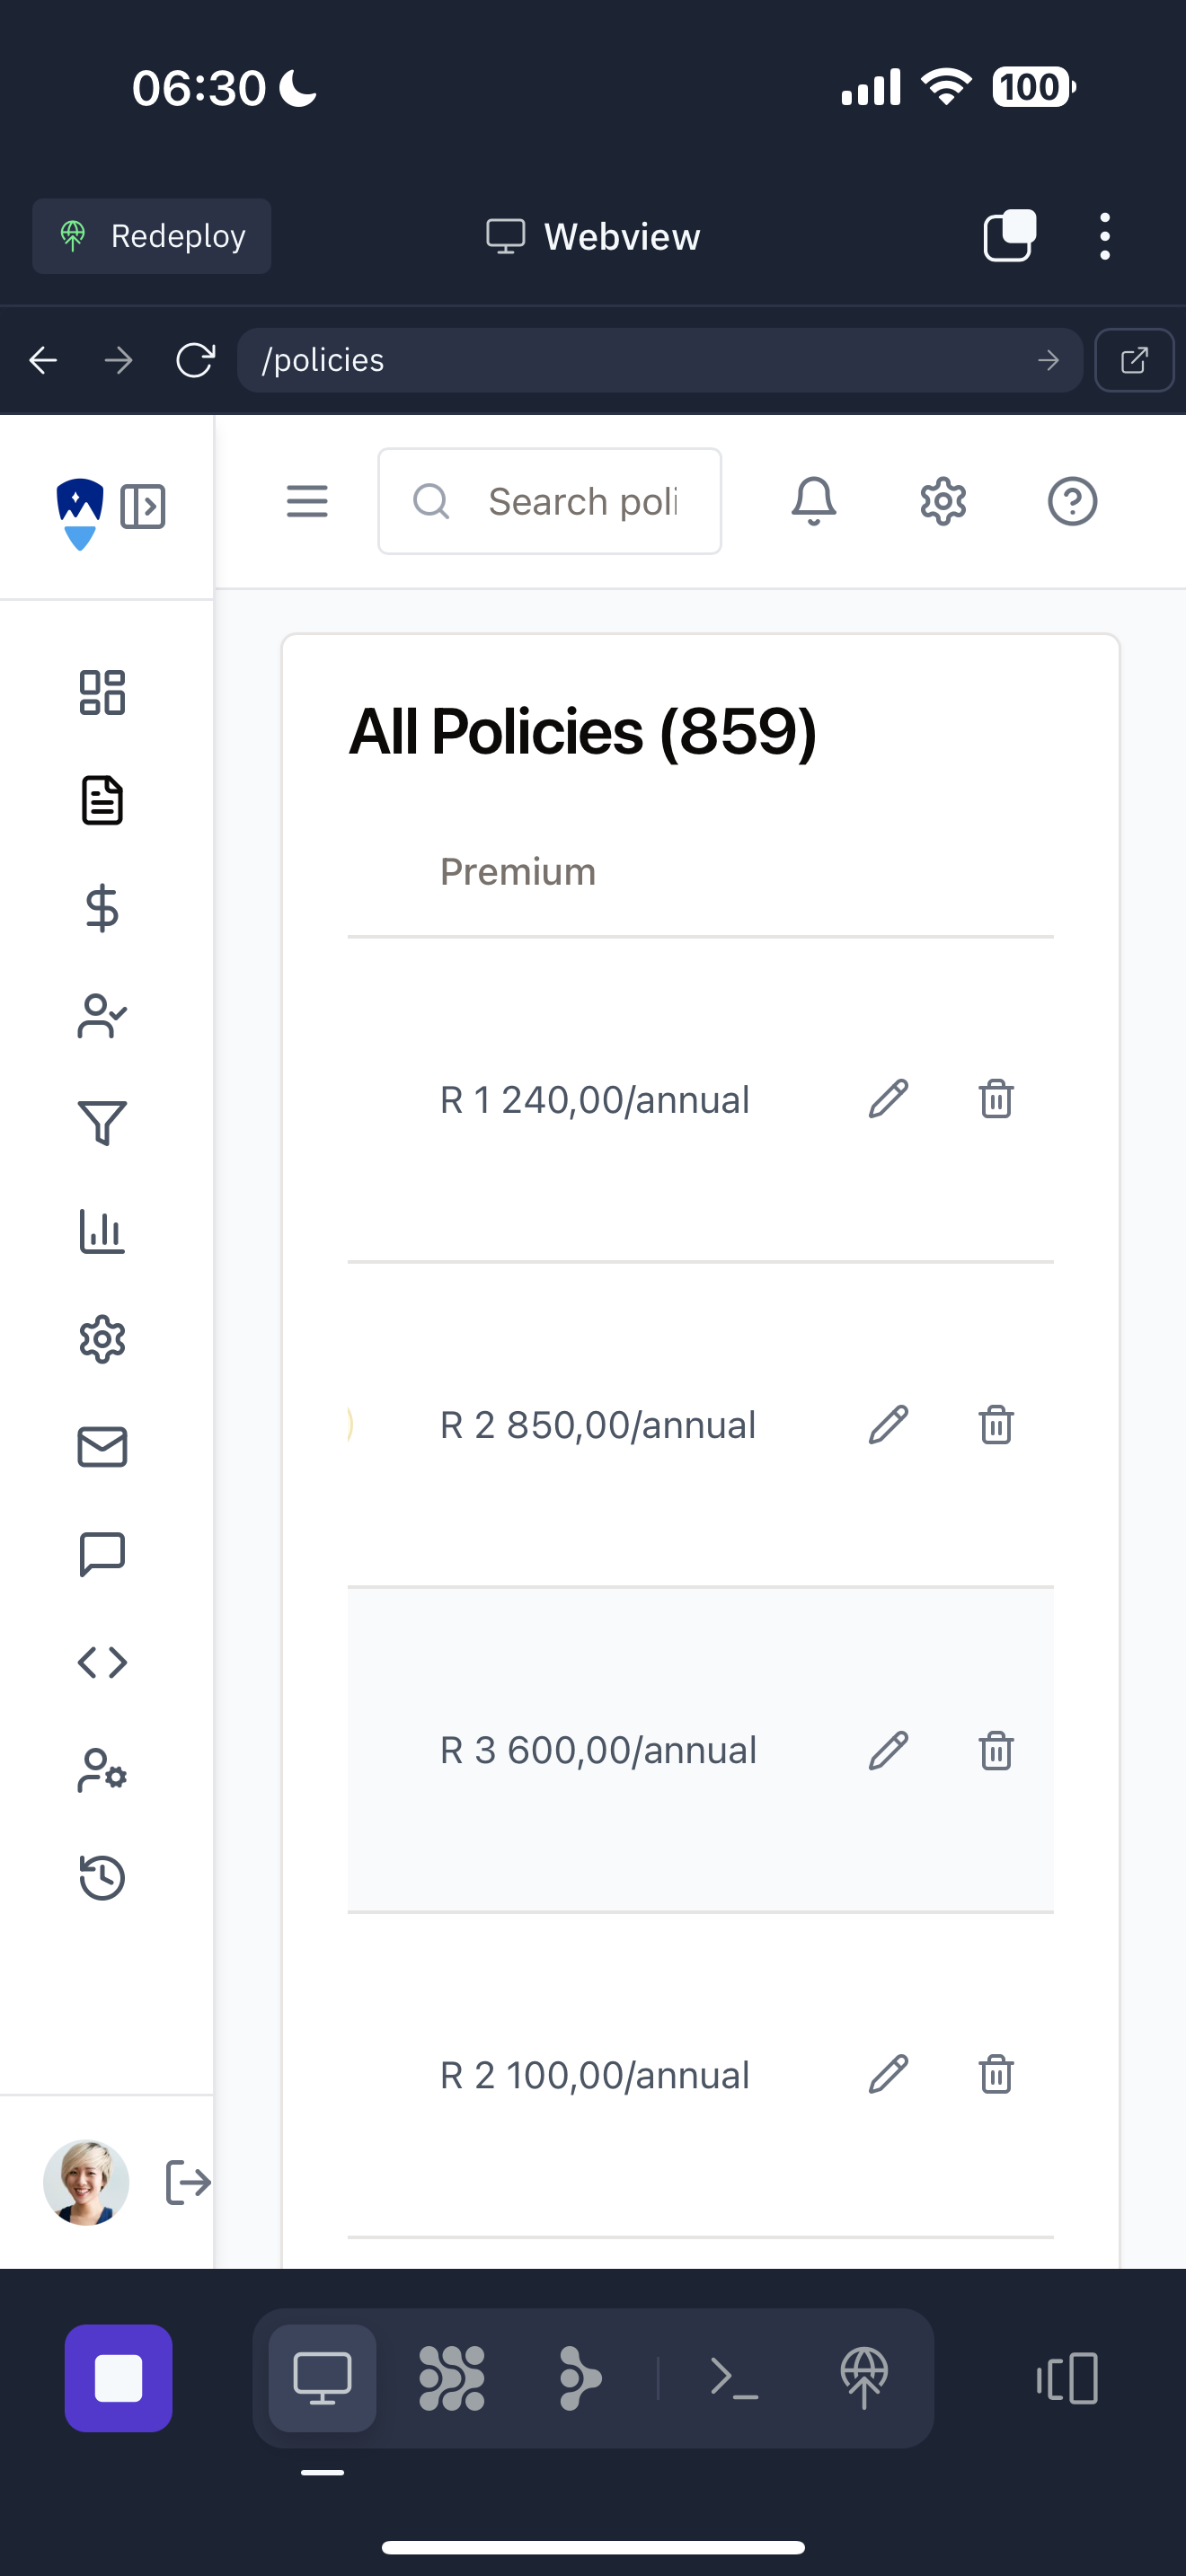 06:30
100
Redeploy
Webview
/policies
Search poli
All Policies (859)
Premium
R 1 240,00/annual
R 2 850,00/annual
R 3 600,00/annual
R 2 100,00/annual